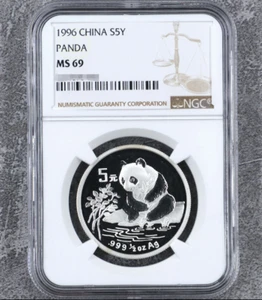 1996 CHINA S5Y
PANDA
MS 69
NUMISMATIC GUARANTY CORPORATION
NGC
5元
.999 ½ oz Ag